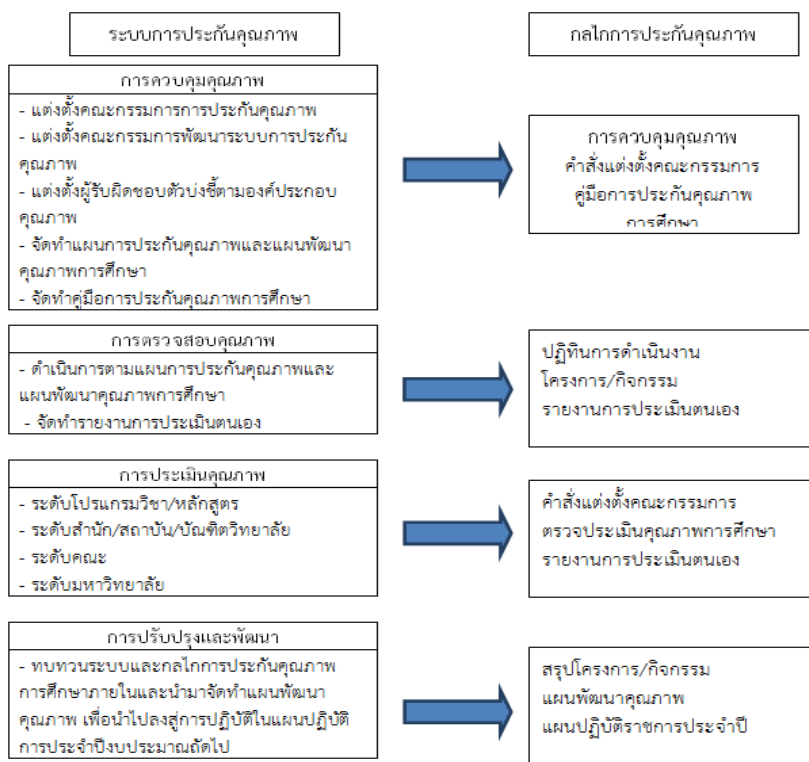 ระบบการประกันคุณภาพ
กลไกการประกันคุณภาพ
การควบคุมคุณภาพ
- แต่งตั้งคณะกรรมการการประกันคุณภาพ
- แต่งตั้งคณะกรรมการพัฒนาระบบการประกัน
คุณภาพ
- แต่งตั้งผู้รับผิดชอบตัวบ่งชี้ตามองค์ประกอบ
คุณภาพ
- จัดทำแผนการประกันคุณภาพและแผนพัฒนา
คุณภาพการศึกษา
- จัดทำคู่มือการประกันคุณภาพการศึกษา
การควบคุมคุณภาพ
คำสั่งแต่งตั้งคณะกรรมการ
คู่มือการประกันคุณภาพ
การศึกษา
การตรวจสอบคุณภาพ
- ดำเนินการตามแผนการประกันคุณภาพและ
แผนพัฒนาคุณภาพการศึกษา
- จัดทำรายงานการประเมินตนเอง
ปฏิทินการดำเนินงาน
โครงการ/กิจกรรม
รายงานการประเมินตนเอง
การประเมินคุณภาพ
- ระดับโปรแกรมวิชา/หลักสูตร
- ระดับสำนัก/สถาบัน/บัณฑิตวิทยาลัย
- ระดับคณะ
- ระดับมหาวิทยาลัย
คำสั่งแต่งตั้งคณะกรรมการ
ตรวจประเมินคุณภาพการศึกษา
รายงานการประเมินตนเอง
การปรับปรุงและพัฒนา
- ทบทวนระบบและกลไกการประกันคุณภาพ
การศึกษาภายในและนำมาจัดทำแผนพัฒนา
คุณภาพ เพื่อนำไปลงสู่การปฏิบัติในแผนปฏิบัติ
การประจำปีงบประมาณถัดไป
สรุปโครงการ/กิจกรรม
แผนพัฒนาคุณภาพ
แผนปฏิบัติราชการประจำปี